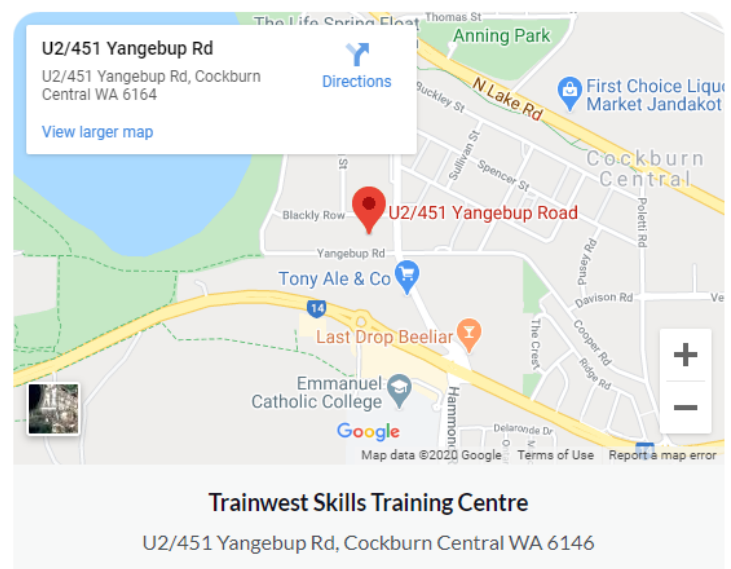 The Life Spring Float
Thomas St
Anning Park
U2/451 Yangebup Rd
U2/451 Yangebup Rd, Cockburn
Central WA 6164
Directions
View larger map
N Lake Rd
First Choice Liqu
Market Jandakot
Buckley St
Sullivan St
Spencer St
Cockburn
Central
St
Blackly Row
U2/451 Yangebup Road
Poletti Rd
Yangebup Rd
Pusey Rd
Tony Ale & Co
Davison Rd
Ve
14
Last Drop Beeliar
The Crest
Cooper Rd
Ridge Rd
+
−
Emmanuel
Catholic College
Hammond
Google
Delaronde Dr
Map data ©2020 Google
Terms of Use
Report a map error
Trainwest Skills Training Centre
U2/451 Yangebup Rd, Cockburn Central WA 6146